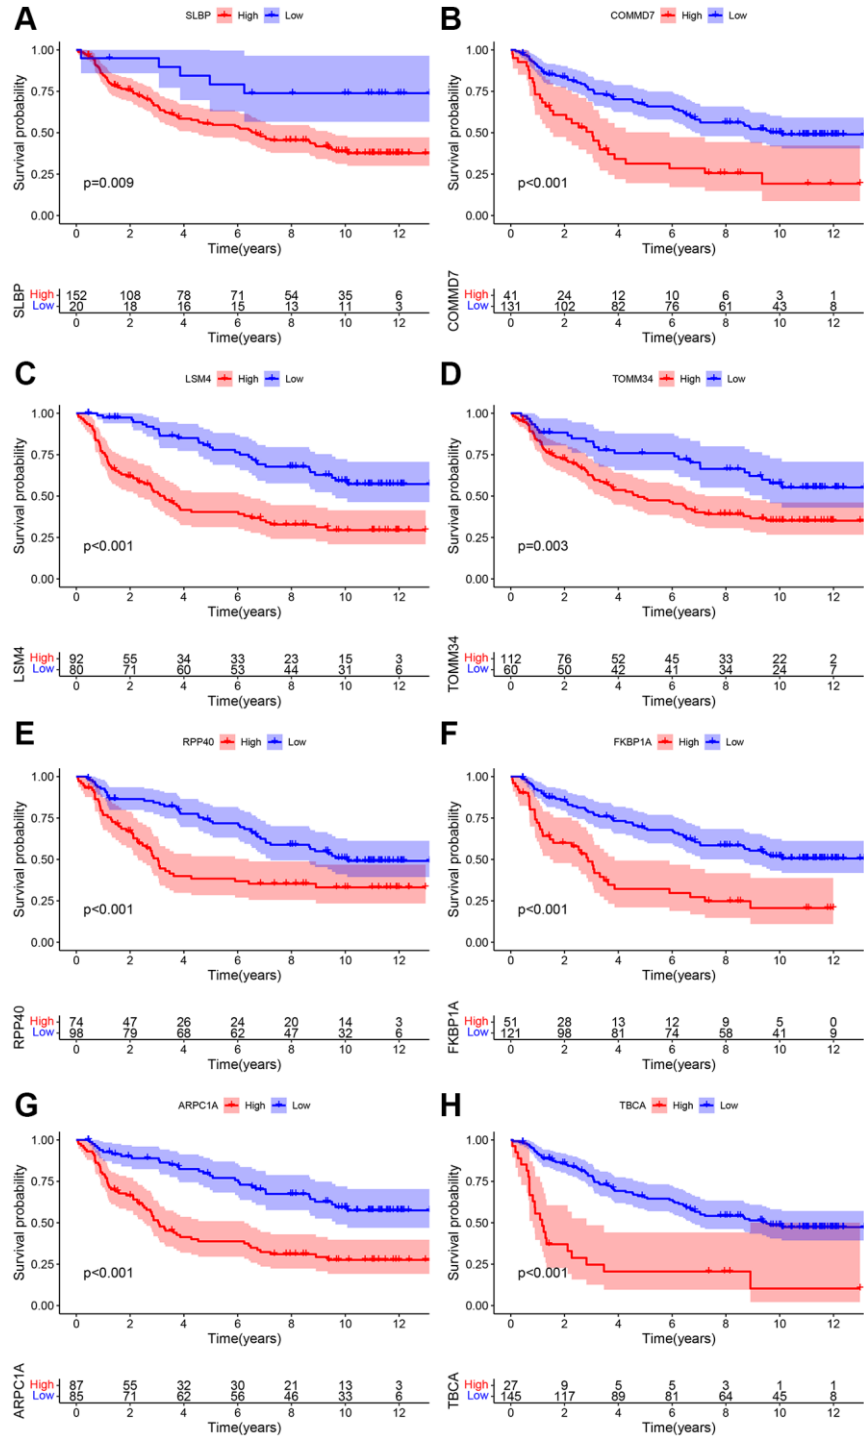 A
SLBP High Low
Survival probability
1.00
0.75
0.50
0.25
0.00
p=0.009
0 2 4 6 8 10 12
Time(years)
SLBP
High 152 108 78 71 54 35 6
Low 20 18 16 15 13 11 3
0 2 4 6 8 10 12
B
COMMD7 High Low
Survival probability
1.00
0.75
0.50
0.25
0.00
p<0.001
0 2 4 6 8 10 12
Time(years)
COMMD7
High 41 24 12 10 6 3 1
Low 131 102 82 76 61 43 8
0 2 4 6 8 10 12
C
LSM4 High Low
Survival probability
1.00
0.75
0.50
0.25
0.00
p<0.001
0 2 4 6 8 10 12
Time(years)
LSM4
High 92 55 34 33 23 15 3
Low 80 71 60 53 44 31 6
0 2 4 6 8 10 12
D
TOMM34 High Low
Survival probability
1.00
0.75
0.50
0.25
0.00
p=0.003
0 2 4 6 8 10 12
Time(years)
TOMM34
High 112 76 52 45 33 22 2
Low 60 50 42 41 34 24 7
0 2 4 6 8 10 12
E
RPP40 High Low
Survival probability
1.00
0.75
0.50
0.25
0.00
p<0.001
0 2 4 6 8 10 12
Time(years)
RPP40
High 74 47 26 24 20 14 3
Low 98 79 68 62 47 32 6
0 2 4 6 8 10 12
F
FKBP1A High Low
Survival probability
1.00
0.75
0.50
0.25
0.00
p<0.001
0 2 4 6 8 10 12
Time(years)
FKBP1A
High 51 28 13 12 9 5 0
Low 121 98 81 74 58 41 9
0 2 4 6 8 10 12
G
ARPC1A High Low
Survival probability
1.00
0.75
0.50
0.25
0.00
p<0.001
0 2 4 6 8 10 12
Time(years)
ARPC1A
High 87 55 32 30 21 13 3
Low 85 71 62 56 46 33 6
0 2 4 6 8 10 12
H
TBCA High Low
Survival probability
1.00
0.75
0.50
0.25
0.00
p<0.001
0 2 4 6 8 10 12
Time(years)
TBCA
High 27 9 5 5 3 1 1
Low 145 117 89 81 64 45 8
0 2 4 6 8 10 12